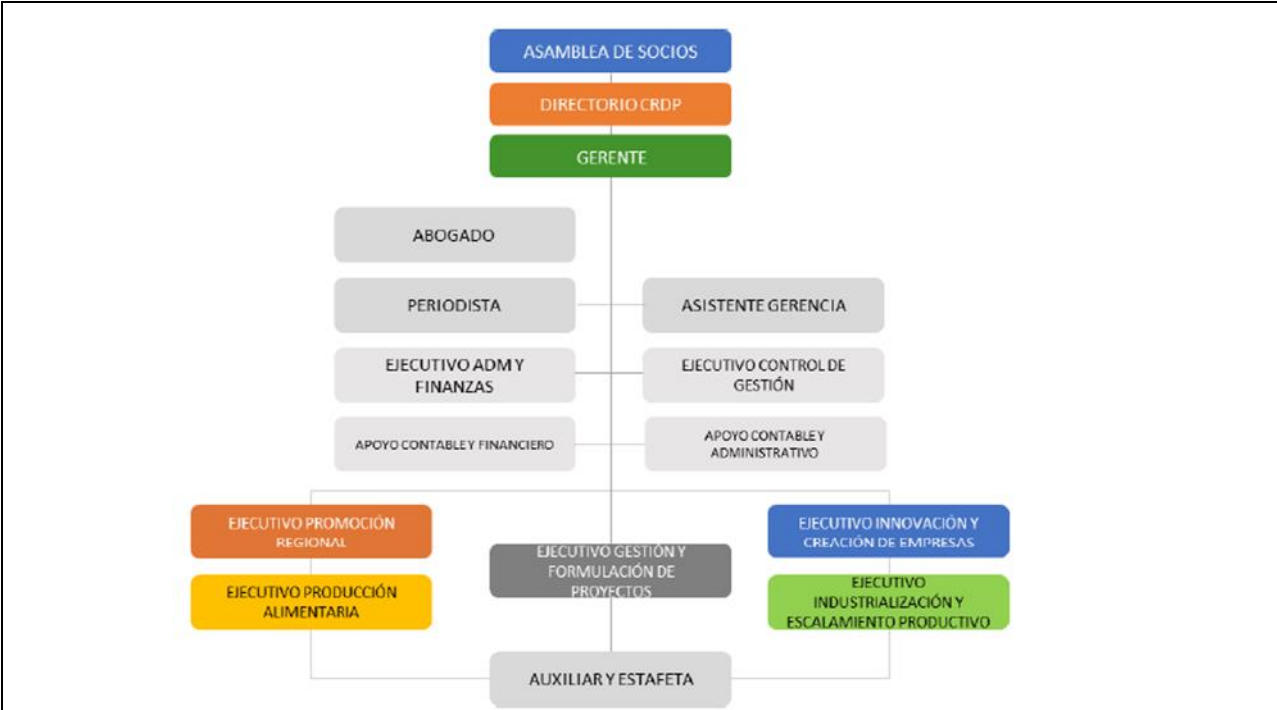 ASAMBLEA DE SOCIOS
DIRECTORIO CRDP
GERENTE
ABOGADO
PERIODISTA
ASISTENTE GERENCIA
EJECUTIVO ADM Y
FINANZAS
EJECUTIVO CONTROL DE
GESTIÓN
APOYO CONTABLE Y FINANCIERO
APOYO CONTABLE Y
ADMINISTRATIVO
EJECUTIVO PROMOCIÓN
REGIONAL
EJECUTIVO PRODUCCIÓN
ALIMENTARIA
EJECUTIVO GESTIÓN Y
FORMULACIÓN DE
PROYECTOS
EJECUTIVO INNOVACIÓN Y
CREACIÓN DE EMPRESAS
EJECUTIVO
INDUSTRIALIZACIÓN Y
ESCALAMIENTO PRODUCTIVO
AUXILIAR Y ESTAFETA